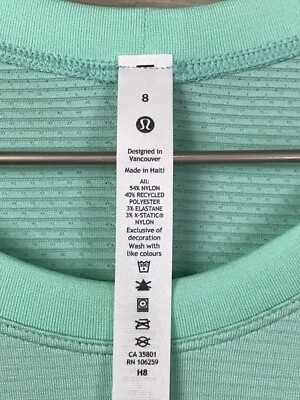 8
Designed in
Vancouver
Made in Haiti
All:
54% NYLON
40% RECYCLED
POLYESTER
3% ELASTANE
3% X-STATIC®
NYLON
Exclusive of
decoration
Wash with
like colours
CA 35801
RN 106259
H8